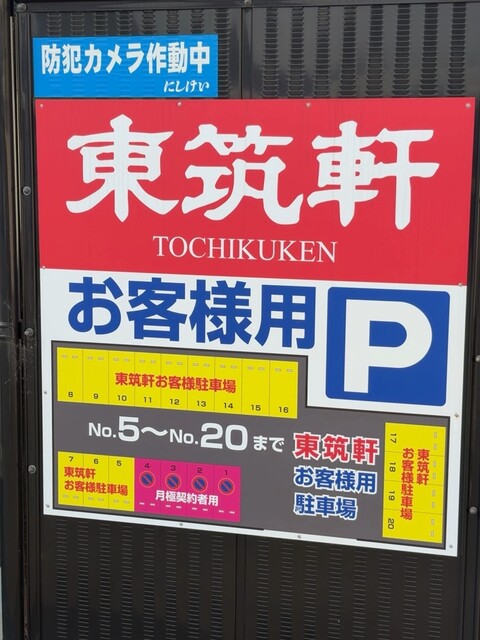 防犯カメラ作動中
にしけい
東筑軒
TOCHIKUKEN
お客様用 P
東筑軒お客様駐車場
8 9 10 11 12 13 14 15 16
No.5～No.20まで
東筑軒
お客様用
駐車場
7 6 5
東筑軒
お客様駐車場
4 3 2 1
月極契約者用
17 18 19 20
東筑軒
お客様駐車場